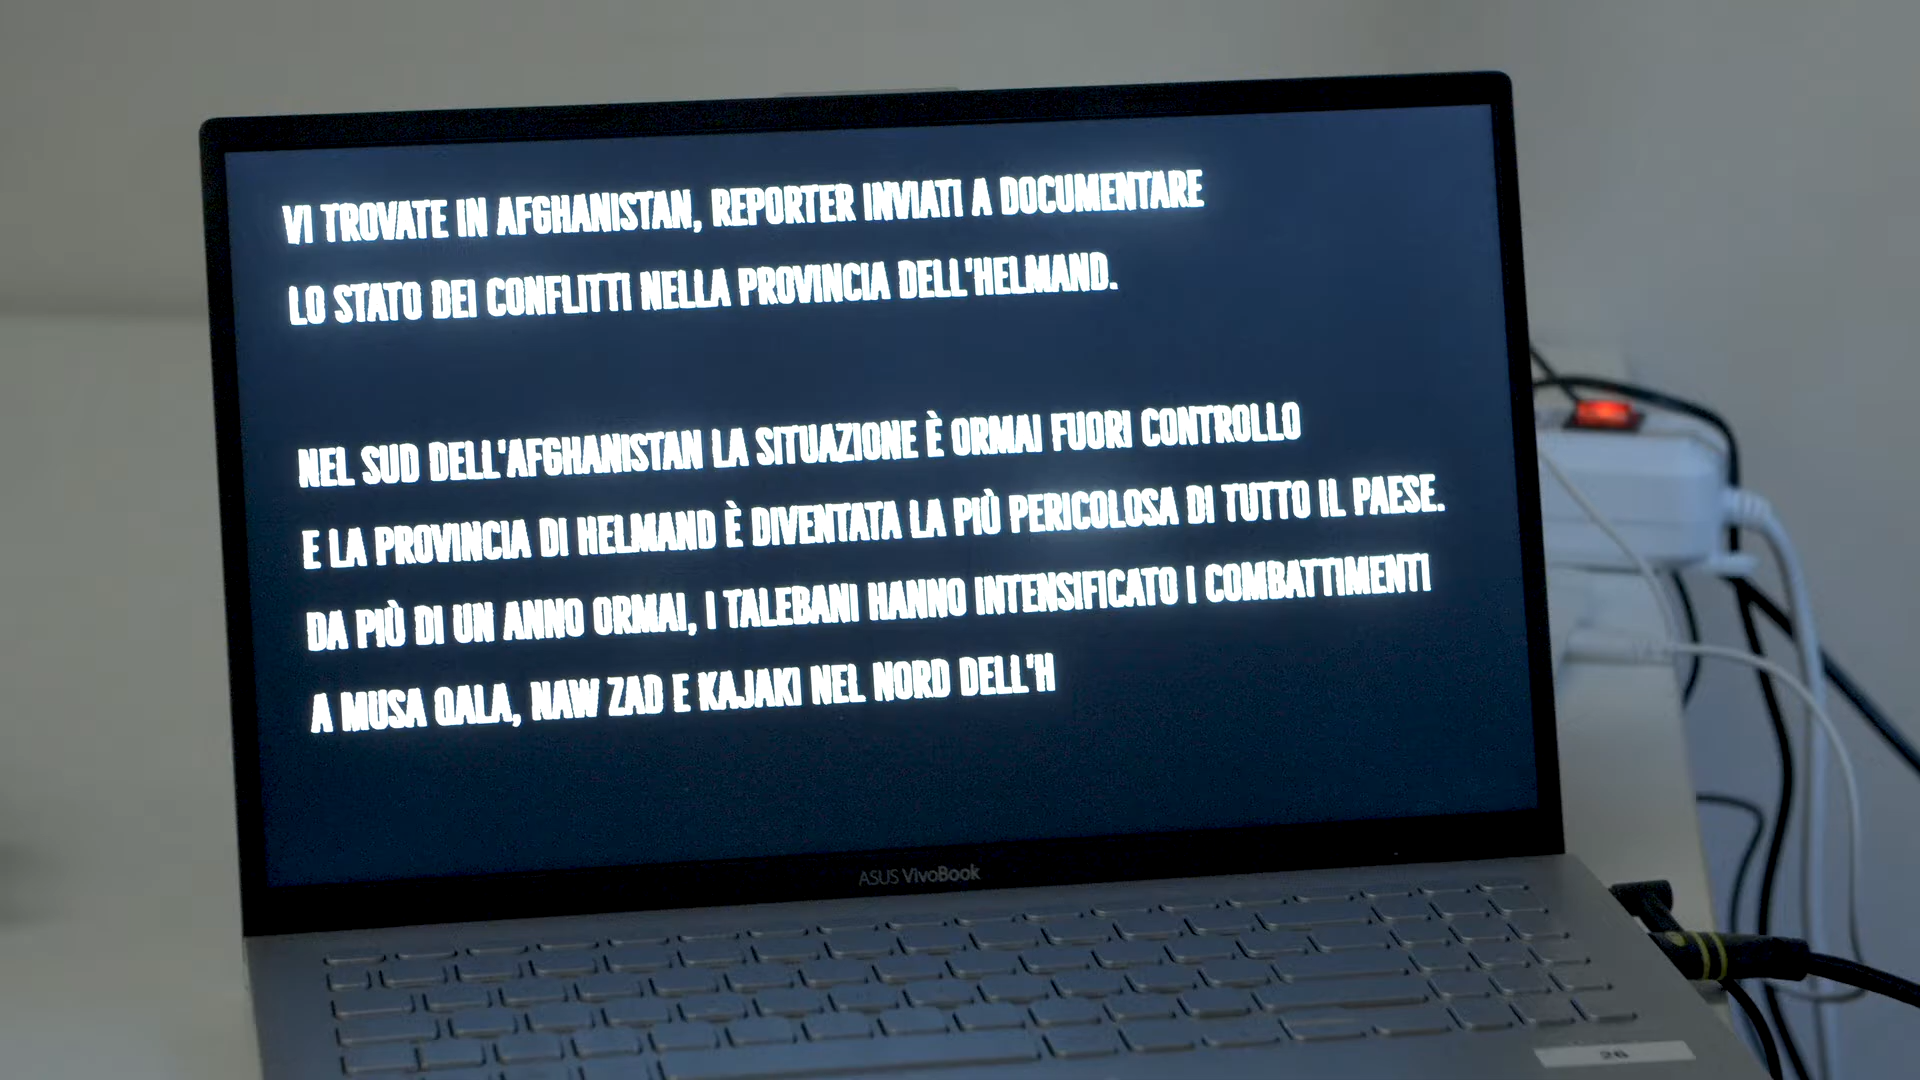 VI TROVATE IN AFGHANISTAN, REPORTER INVIATI A DOCUMENTARE
LO STATO DEI CONFLITTI NELLA PROVINCIA DELL'HELMAND.
NEL SUD DELL'AFGHANISTAN LA SITUAZIONE È ORMAI FUORI CONTROLLO
E LA PROVINCIA DI HELMAND È DIVENTATA LA PIÙ PERICOLOSA DI TUTTO IL PAESE.
DA PIÙ DI UN ANNO ORMAI, I TALEBANI HANNO INTENSIFICATO I COMBATTIMENTI
A MUSA QALA, NAW ZAD E KAJAKI NEL NORD DELL'H
ASUS VivoBook
26